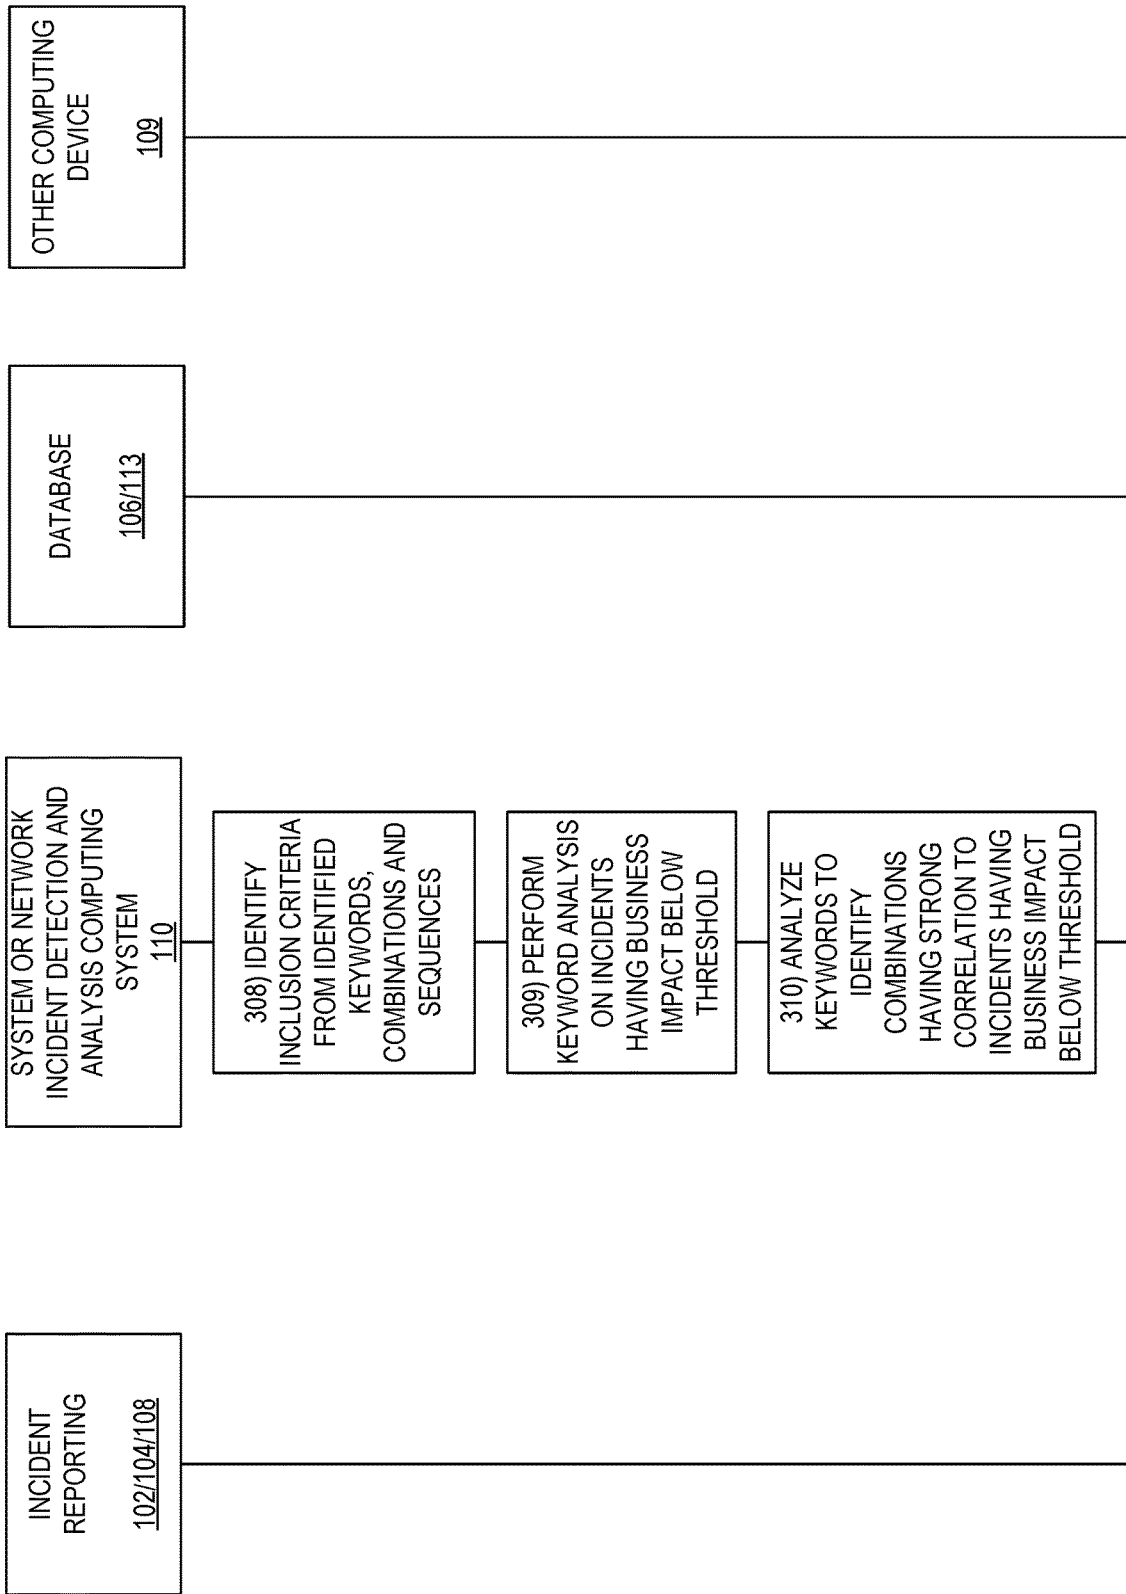 INCIDENT
REPORTING
102/104/108
SYSTEM OR NETWORK
INCIDENT DETECTION AND
ANALYSIS COMPUTING
SYSTEM
110
DATABASE
106/113
OTHER COMPUTING
DEVICE
109
308) IDENTIFY
INCLUSION CRITERIA
FROM IDENTIFIED
KEYWORDS,
COMBINATIONS AND
SEQUENCES
309) PERFORM
KEYWORD ANALYSIS
ON INCIDENTS
HAVING BUSINESS
IMPACT BELOW
THRESHOLD
310) ANALYZE
KEYWORDS TO
IDENTIFY
COMBINATIONS
HAVING STRONG
CORRELATION TO
INCIDENTS HAVING
BUSINESS IMPACT
BELOW THRESHOLD